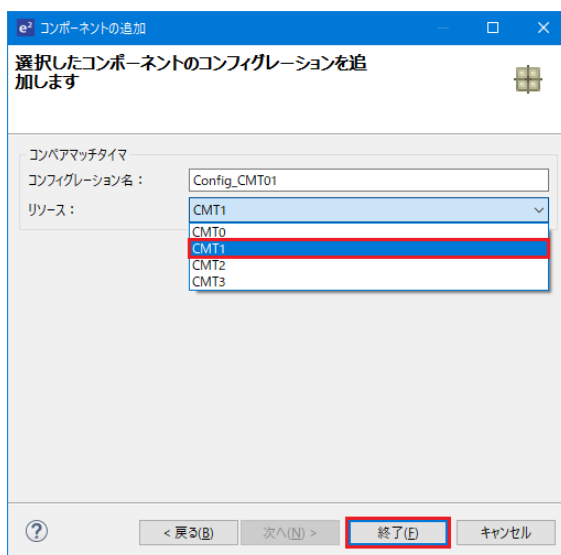 e² コンポーネントの追加
選択したコンポーネントのコンフィグレーションを追
加します
コンペアマッチタイマ
コンフィグレーション名：
Config_CMT01
リソース：
CMT1
CMT0
CMT1
CMT2
CMT3
?
< 戻る(B)
次へ(N) >
終了(F)
キャンセル